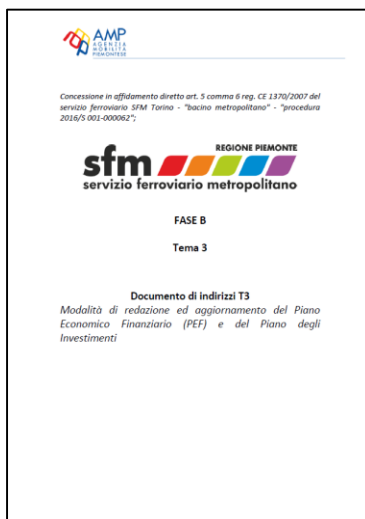 AMP
AGENZIA
MOBILITÀ
PIEMONTESE
Concessione in affidamento diretto art. 5 comma 6 reg. CE 1370/2007 del
servizio ferroviario SFM Torino - "bacino metropolitano" - "procedura
2016/S 001-000062";
REGIONE PIEMONTE
sfm
servizio ferroviario metropolitano
FASE B
Tema 3
Documento di indirizzi T3
Modalità di redazione ed aggiornamento del Piano
Economico Finanziario (PEF) e del Piano degli
Investimenti